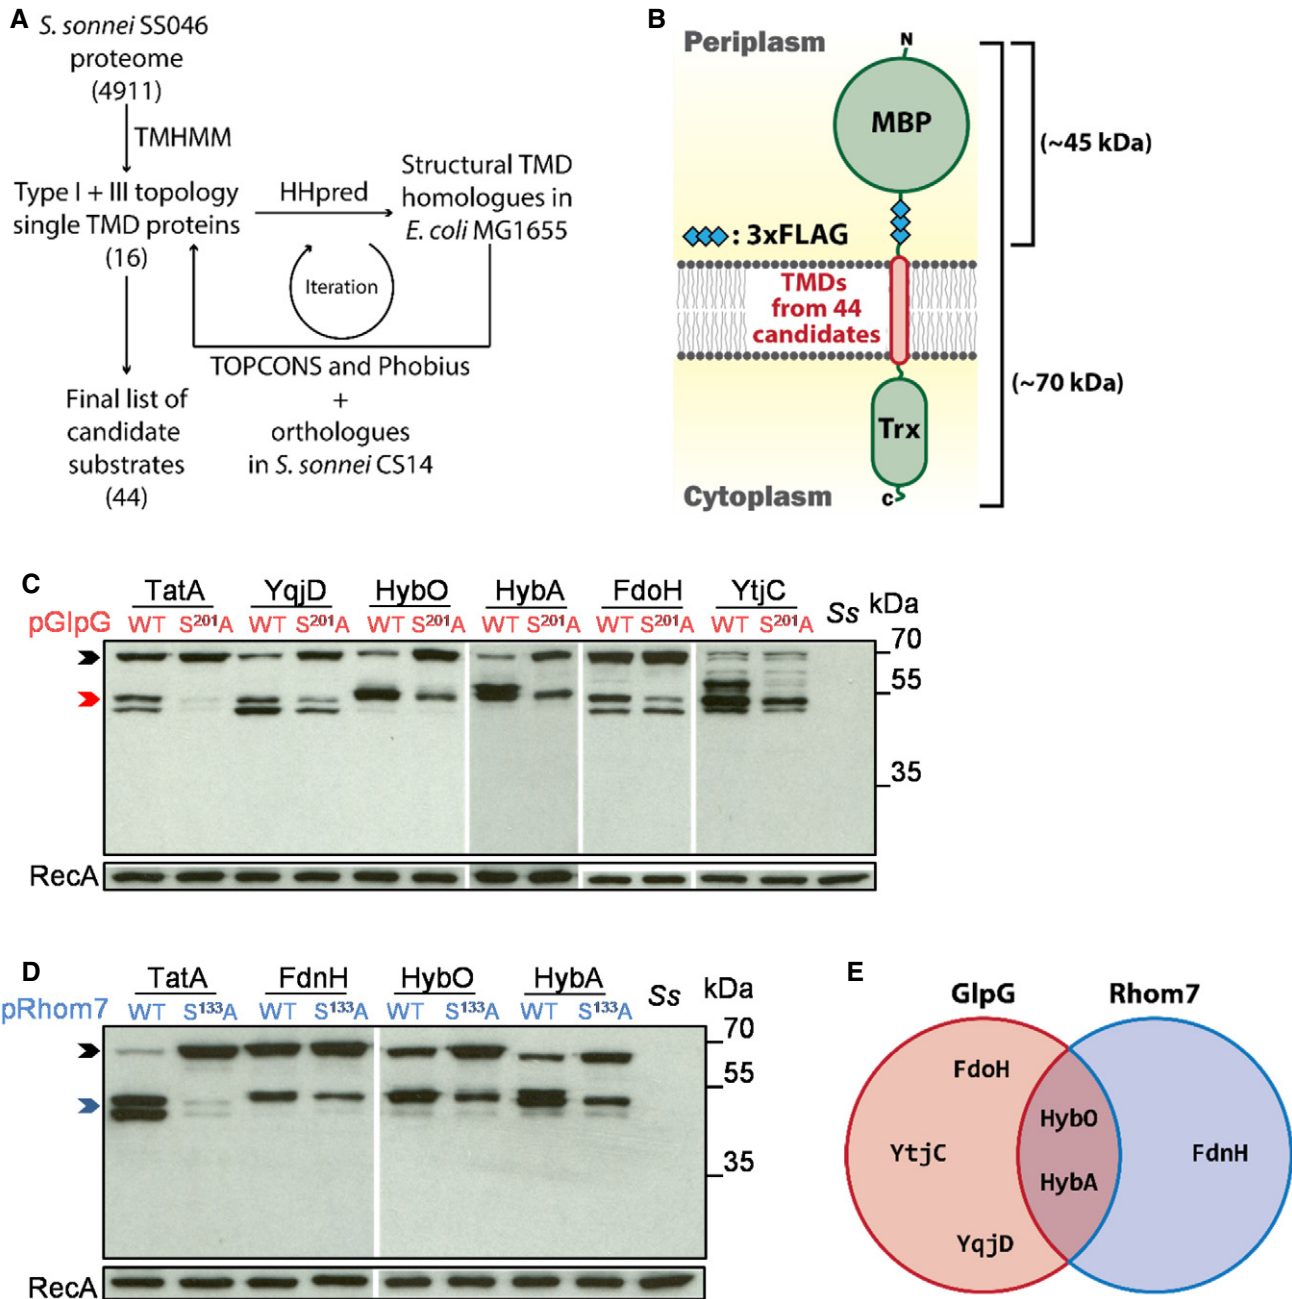 A
S. sonnei SS046
proteome
(4911)
TMHMM
Type I + III topology
single TMD proteins
(16)
HHpred
Structural TMD
homologues in
E. coli MG1655
Iteration
TOPCONS and Phobius
+
orthologues
in S. sonnei CS14
Final list of
candidate
substrates
(44)
B
Periplasm
N
MBP
(~45 kDa)
: 3xFLAG
TMDs
from 44
candidates
(~70 kDa)
Trx
Cytoplasm
c
C
TatA YqjD HybO HybA FdoH YtjC
pGlpG WT S²⁰¹A WT S²⁰¹A WT S²⁰¹A WT S²⁰¹A WT S²⁰¹A WT S²⁰¹A Ss kDa
70
55
35
RecA
D
TatA FdnH HybO HybA
pRhom7 WT S¹³³A WT S¹³³A WT S¹³³A WT S¹³³A Ss kDa
70
55
35
RecA
E
GlpG Rhom7
FdoH
HybO
YtjC FdnH
HybA
YqjD